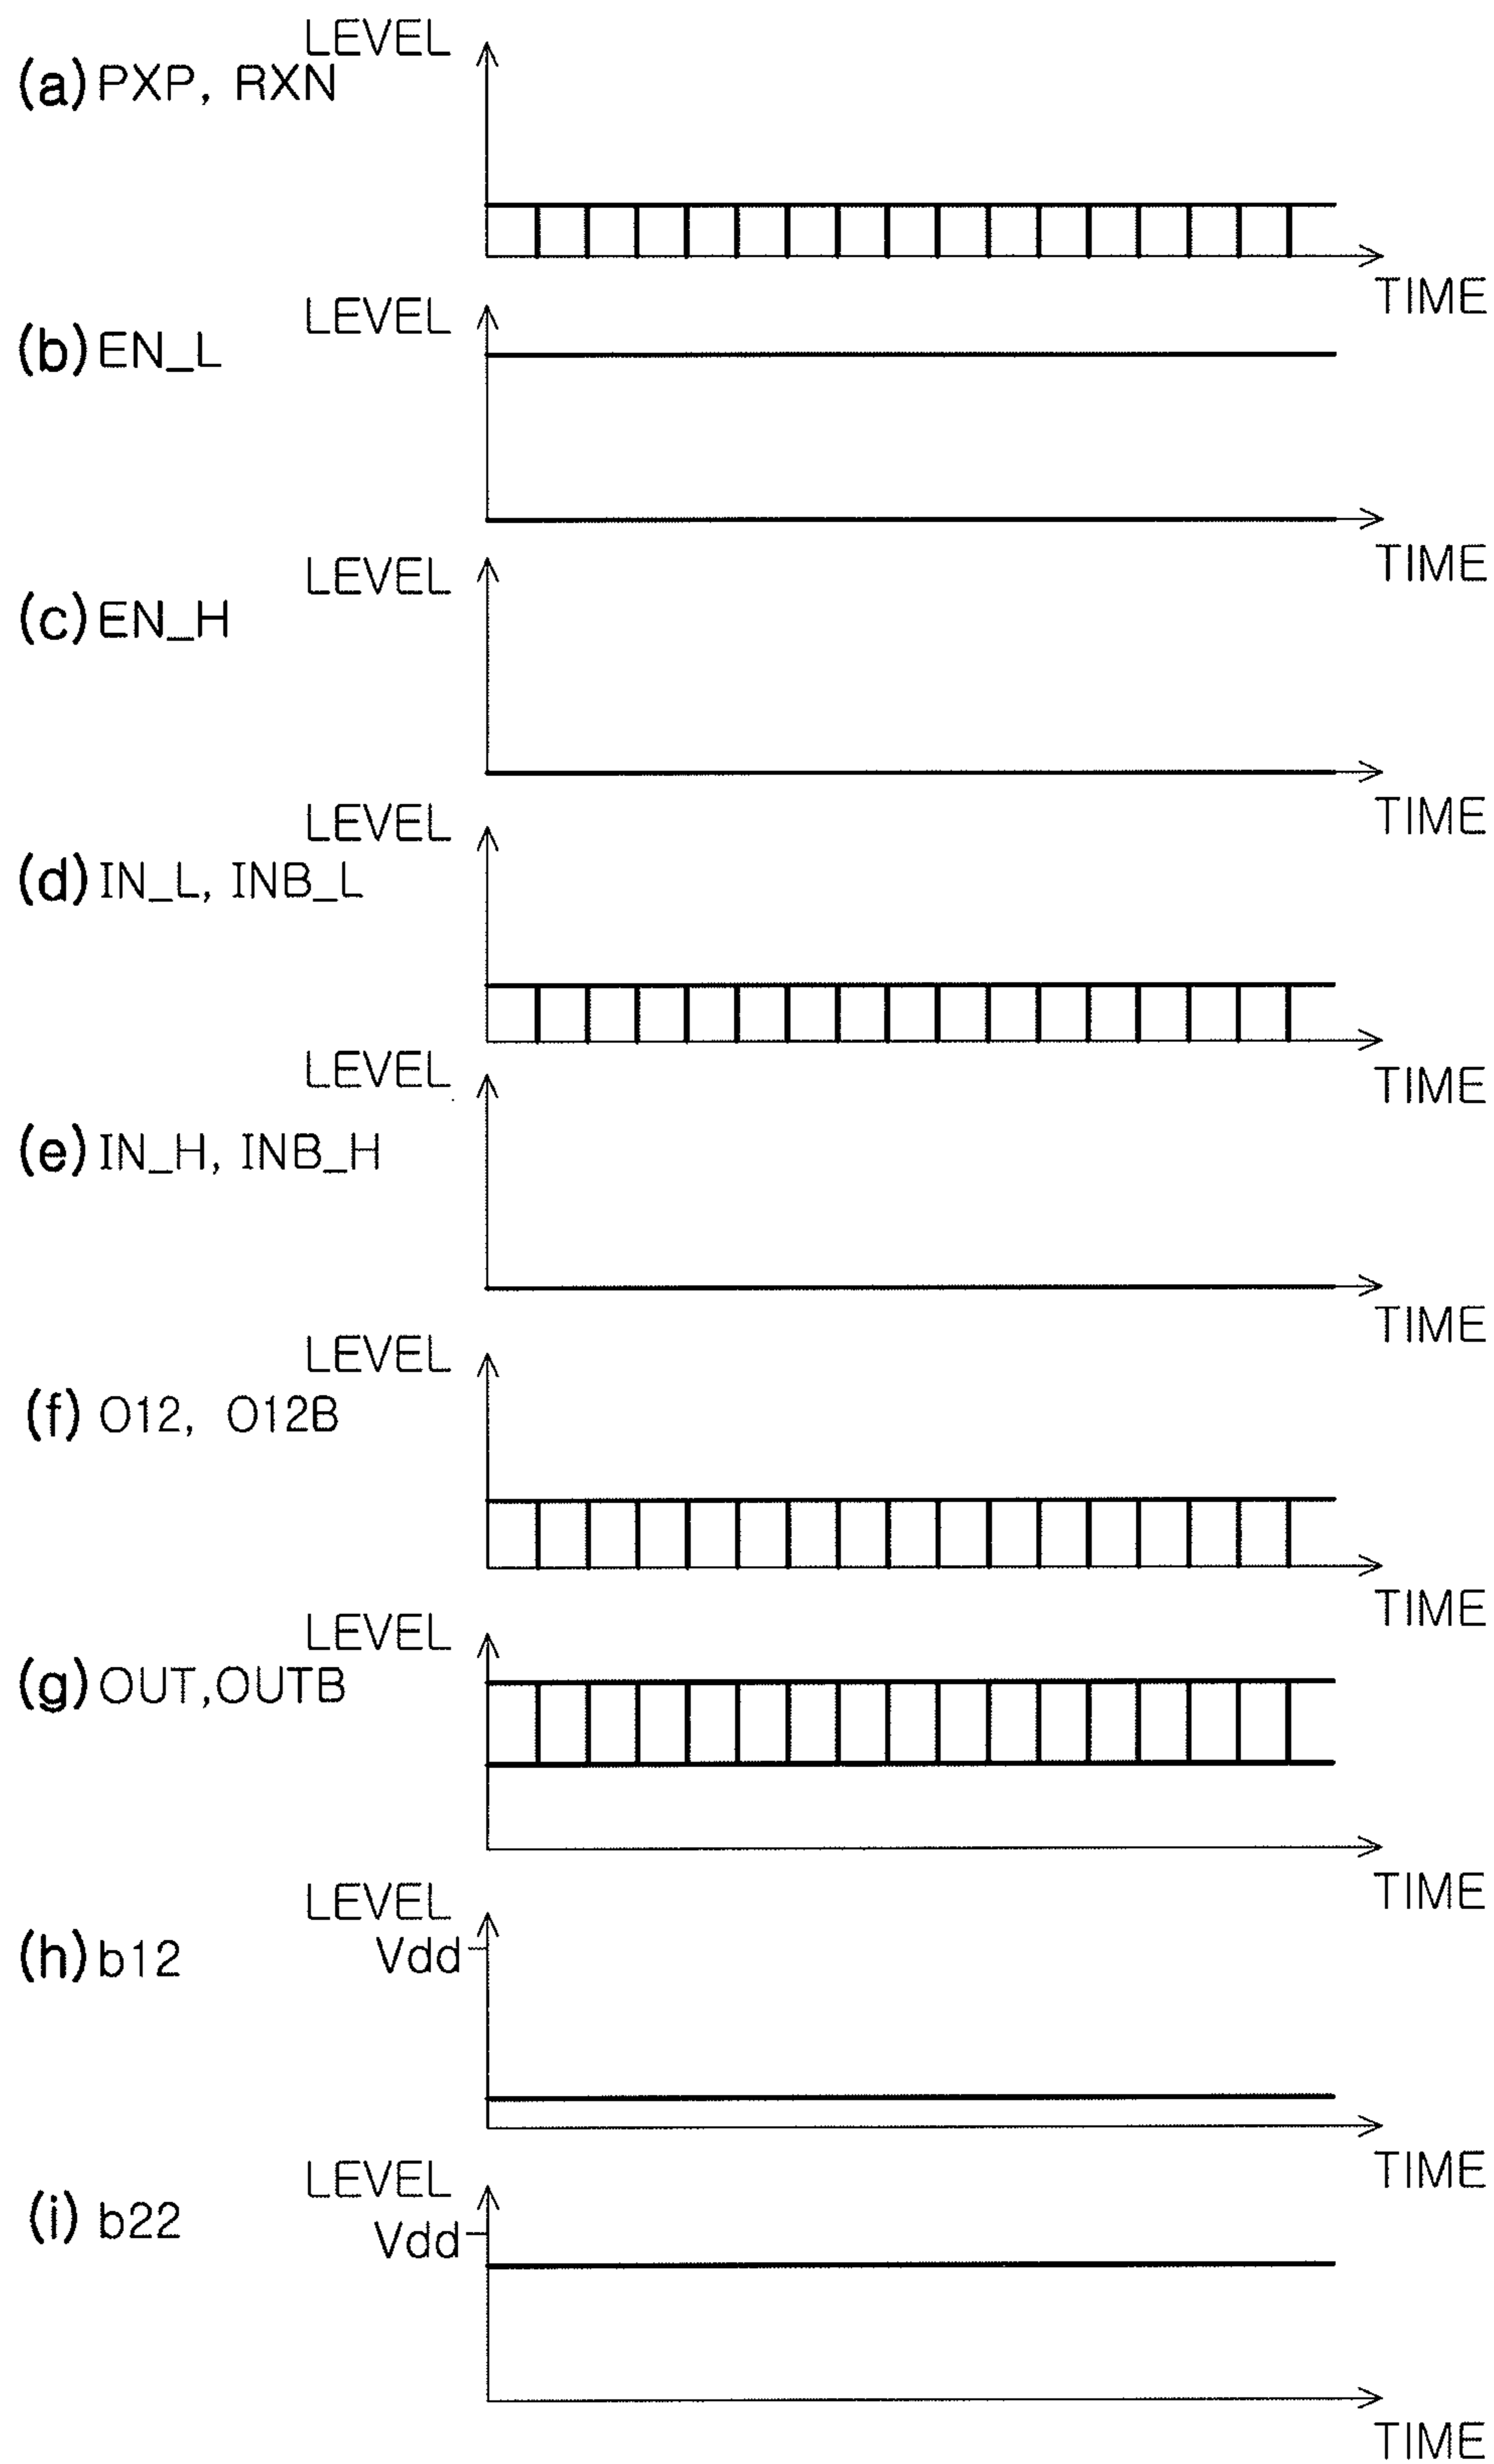 LEVEL
(a) PXP, RXN
TIME
LEVEL
(b) EN_L
TIME
LEVEL
(c) EN_H
TIME
LEVEL
(d) IN_L, INB_L
TIME
LEVEL
(e) IN_H, INB_H
TIME
LEVEL
(f) O12, O12B
TIME
LEVEL
(g) OUT,OUTB
TIME
LEVEL
Vdd
(h) b12
TIME
LEVEL
(i) b22
Vdd
TIME